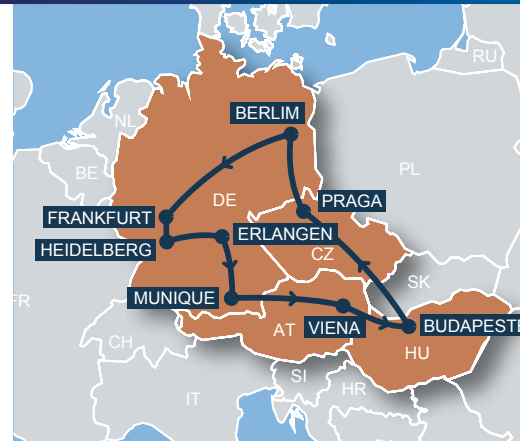 RU
BERLIM
NL
PL
BE
DE
PRAGA
FRANKFURT
ERLANGEN
HEIDELBERG
CZ
SK
MUNIQUE
FR
BUDAPESTE
VIENA
AT
CH
HU
SI
HR
IT